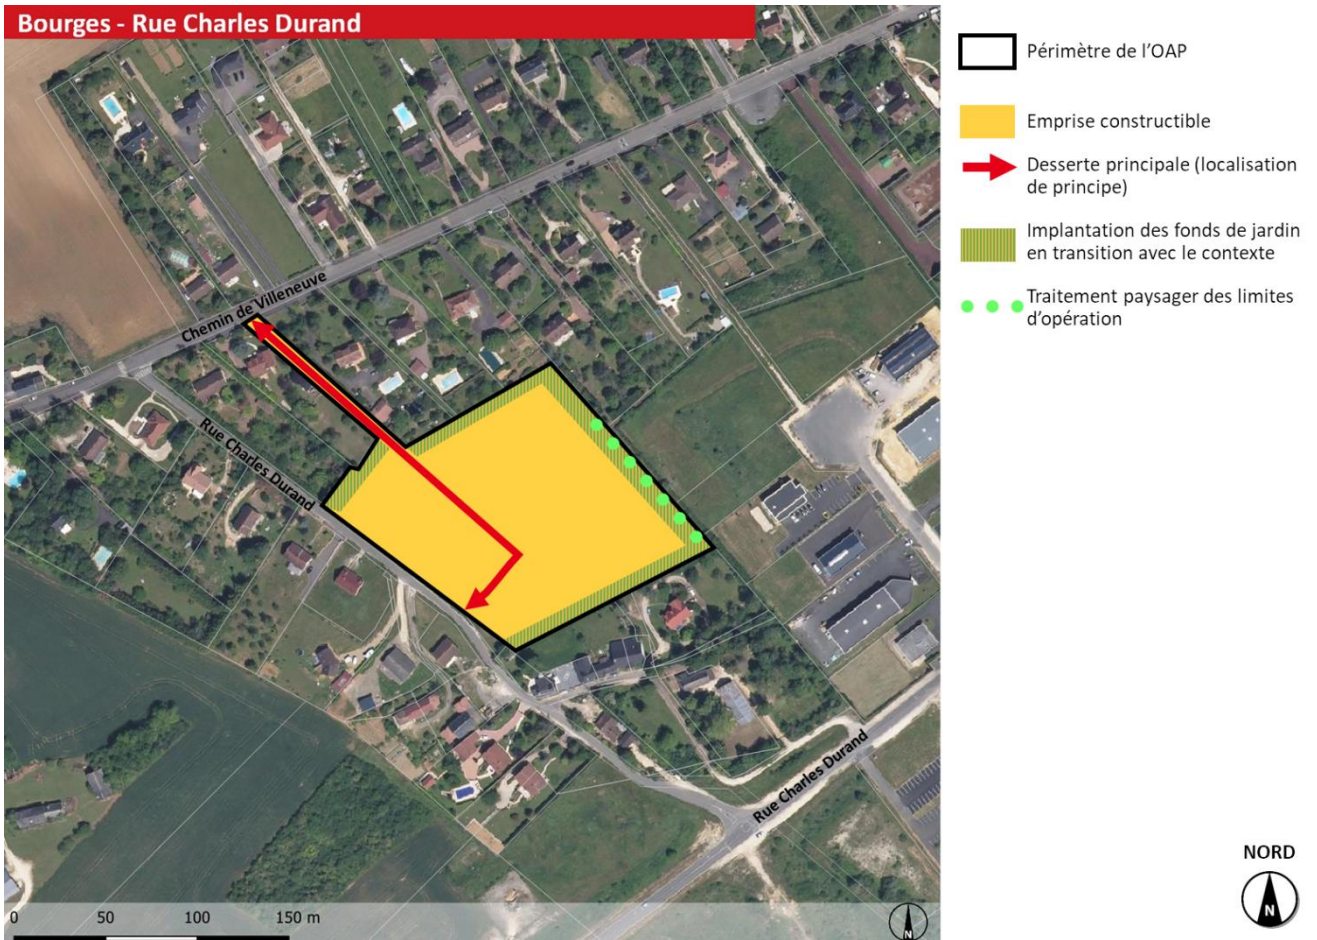 Bourges - Rue Charles Durand
Périmètre de l'OAP
Emprise constructible
Desserte principale (localisation
de principe)
Implantation des fonds de jardin
en transition avec le contexte
Traitement paysager des limites
d'opération
Chemin de Villeneuve
Rue Charles Durand
Rue Charles Durand
NORD
N
0 50 100 150 m
N